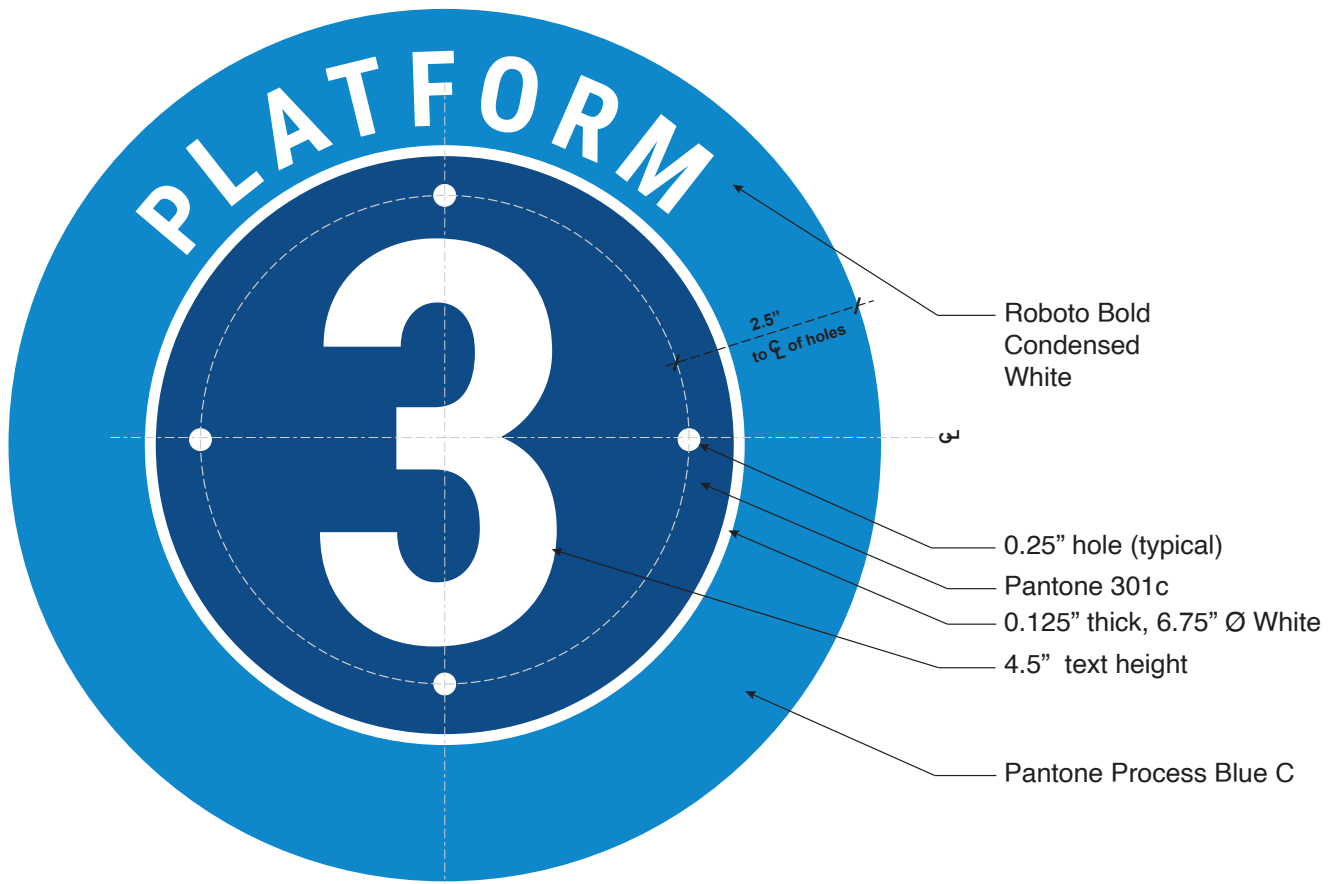 PLATFORM
3
2.5”
to ℄ of holes
Roboto Bold
Condensed
White
℄
0.25” hole (typical)
Pantone 301c
0.125” thick, 6.75” Ø White
4.5”  text height
Pantone Process Blue C